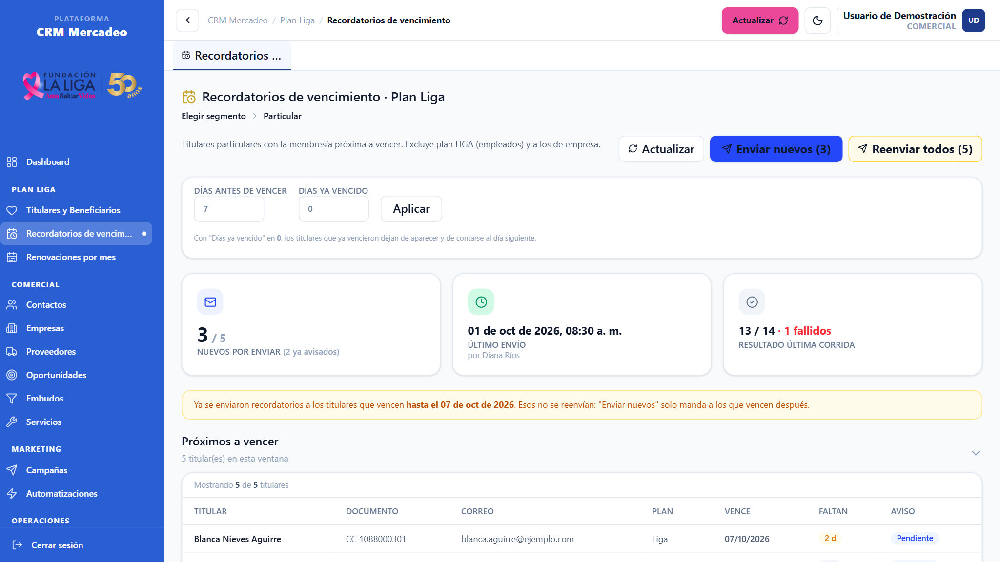 PLATAFORMA
CRM Mercadeo
FUNDACIÓN
LA LIGA
AmaSalvarVidas
50
años
Dashboard
PLAN LIGA
Titulares y Beneficiarios
Recordatorios de vencim...
Renovaciones por mes
COMERCIAL
Contactos
Empresas
Proveedores
Oportunidades
Embudos
Servicios
MARKETING
Campañas
Automatizaciones
OPERACIONES
Cerrar sesión
CRM Mercadeo / Plan Liga / Recordatorios de vencimiento
Actualizar
Usuario de Demostración
COMERCIAL
UD
Recordatorios ...
Recordatorios de vencimiento · Plan Liga
Elegir segmento > Particular
Titulares particulares con la membresía próxima a vencer. Excluye plan LIGA (empleados) y a los de empresa.
Actualizar
Enviar nuevos (3)
Reenviar todos (5)
DÍAS ANTES DE VENCER
7
DÍAS YA VENCIDO
0
Aplicar
Con "Días ya vencido" en 0, los titulares que ya vencieron dejan de aparecer y de contarse al día siguiente.
3 / 5
NUEVOS POR ENVIAR (2 ya avisados)
01 de oct de 2026, 08:30 a. m.
ÚLTIMO ENVÍO
por Diana Ríos
13 / 14 · 1 fallidos
RESULTADO ÚLTIMA CORRIDA
Ya se enviaron recordatorios a los titulares que vencen hasta el 07 de oct de 2026. Esos no se reenvían: "Enviar nuevos" solo manda a los que vencen después.
Próximos a vencer
5 titular(es) en esta ventana
Mostrando 5 de 5 titulares
TITULAR DOCUMENTO CORREO PLAN VENCE FALTAN AVISO
Blanca Nieves Aguirre CC 1088000301 blanca.aguirre@ejemplo.com Liga 07/10/2026 2 d Pendiente